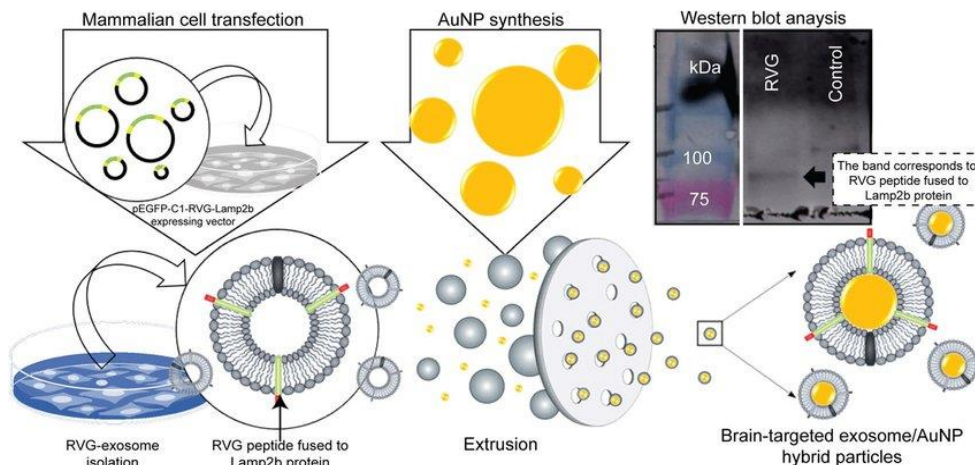 Mammalian cell transfection
AuNP synthesis
Western blot anaysis
kDa
RVG
Control
100
75
The band corresponds to
RVG peptide fused to
Lamp2b protein
pEGFP-C1-RVG-Lamp2b
expressing vector
RVG-exosome
isolation
RVG peptide fused to
Lamp2b protein
Extrusion
Brain-targeted exosome/AuNP
hybrid particles